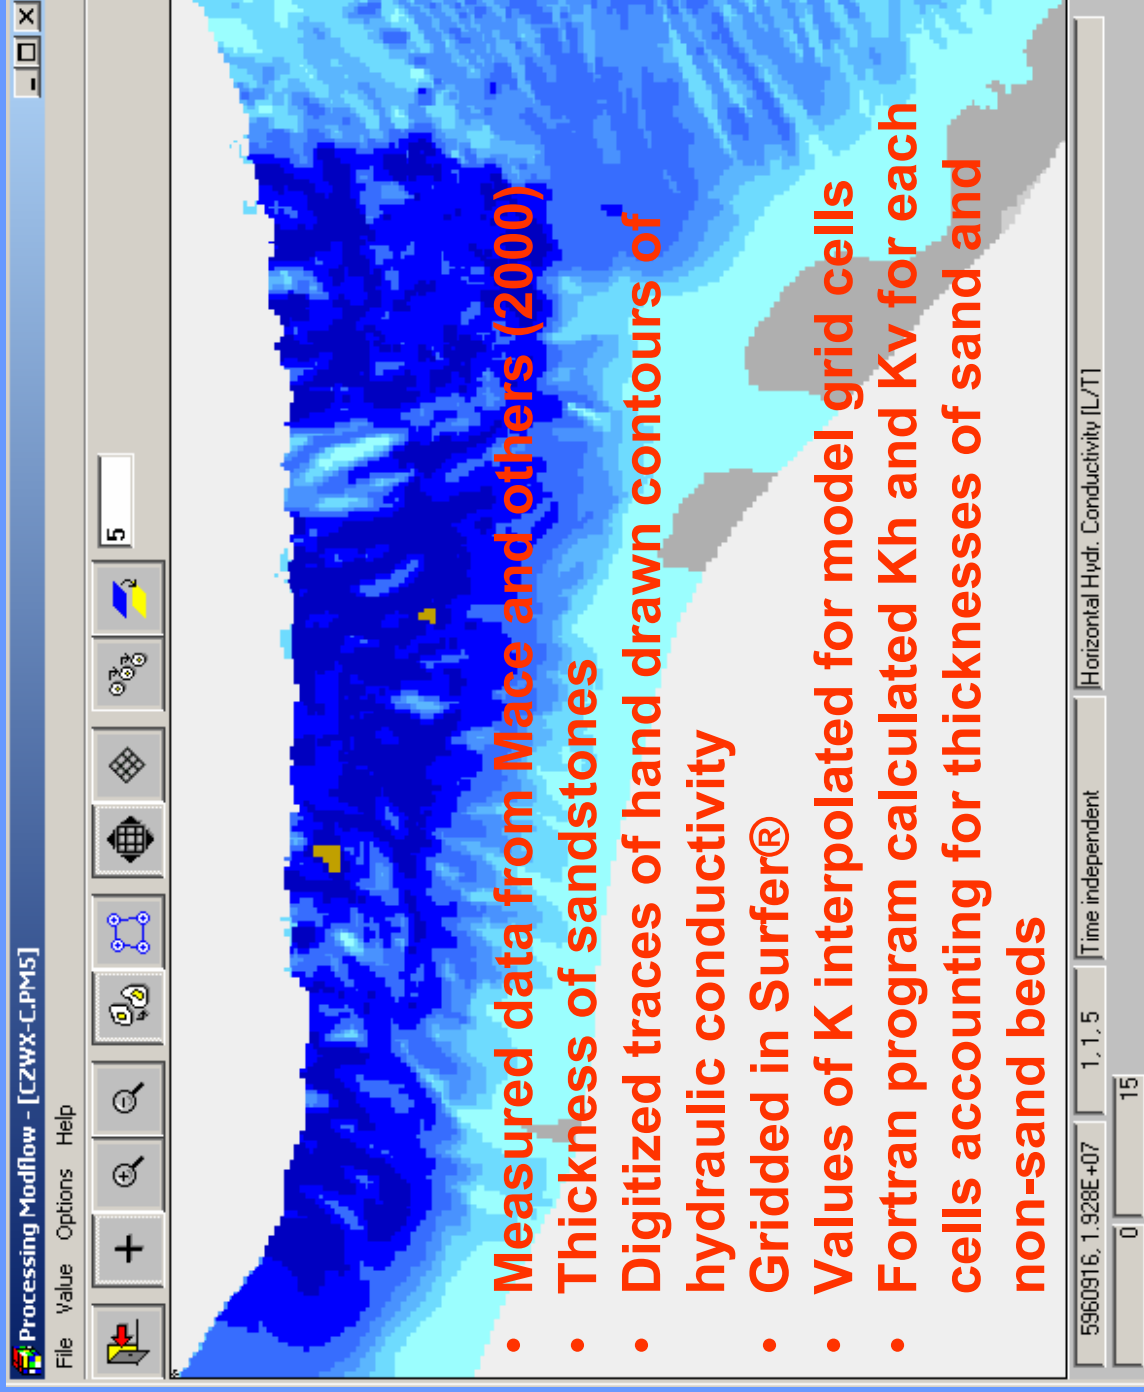 Processing Modflow - [CZWX-C.PM5]
File Value Options Help
5
• Measured data from Mace and others (2000)
• Thickness of sandstones
• Digitized traces of hand drawn contours of
hydraulic conductivity
• Gridded in Surfer®
• Values of K interpolated for model grid cells
• Fortran program calculated Kh and Kv for each
cells accounting for thicknesses of sand and
non-sand beds
5960916, 1.928E+07 1, 1, 5 Time independent [Horizontal Hydr. Conductivity [L/T]
0 15